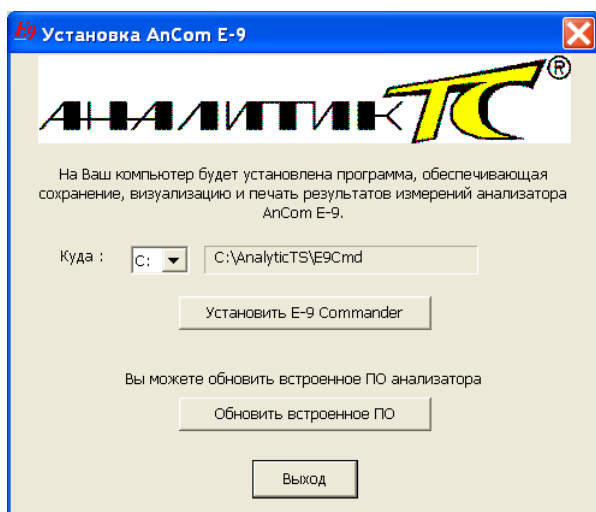 E9 Установка AnCom E-9
АНАЛИТИК ТС ®
На Ваш компьютер будет установлена программа, обеспечивающая
сохранение, визуализацию и печать результатов измерений анализатора
AnCom E-9.
Куда : C: C:\AnalyticTS\E9Cmd
Установить E-9 Commander
Вы можете обновить встроенное ПО анализатора
Обновить встроенное ПО
Выход